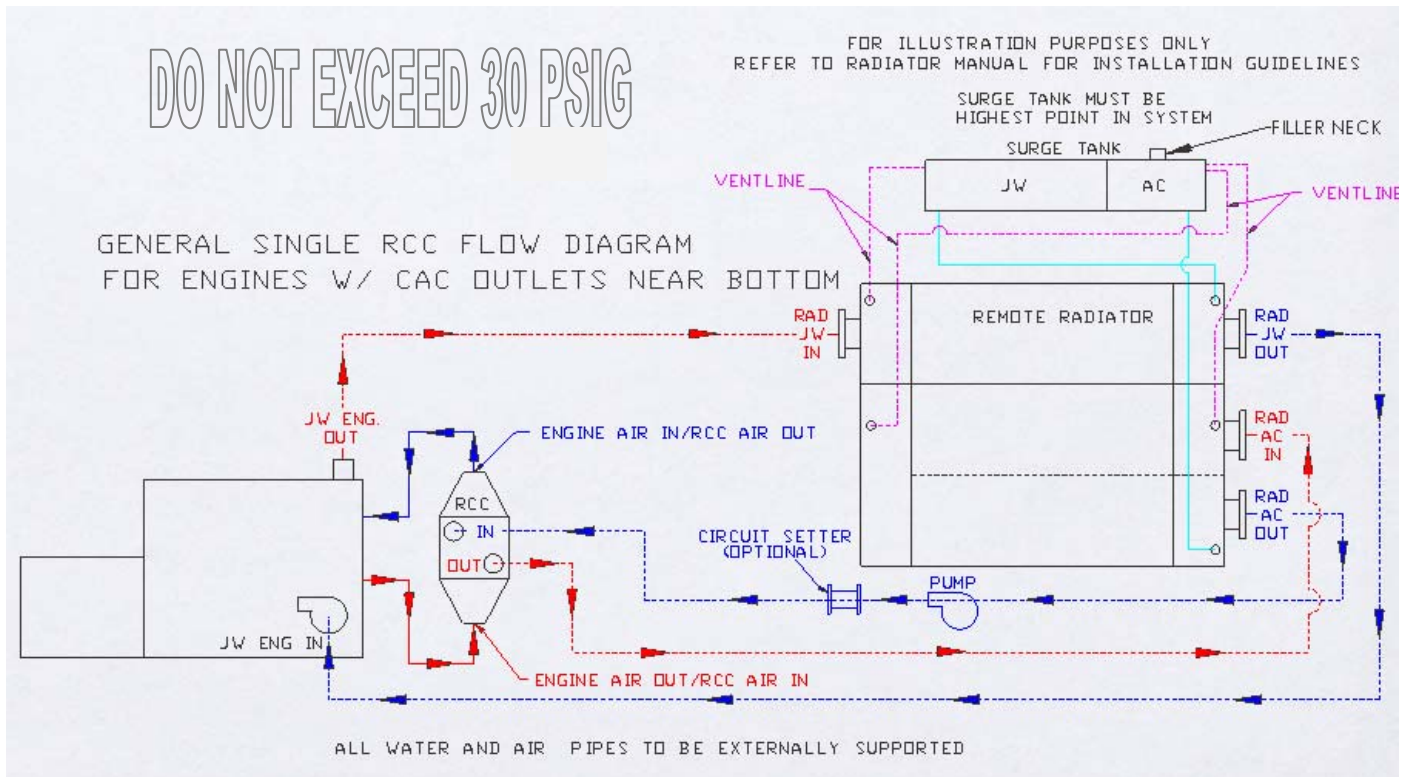 DO NOT EXCEED 30 PSIG
FOR ILLUSTRATION PURPOSES ONLY
REFER TO RADIATOR MANUAL FOR INSTALLATION GUIDELINES
SURGE TANK MUST BE
HIGHEST POINT IN SYSTEM
FILLER NECK
SURGE TANK
JW
AC
VENTLINE
VENTLINE
GENERAL SINGLE RCC FLOW DIAGRAM
FOR ENGINES W/ CAC OUTLETS NEAR BOTTOM
RAD
JW
IN
REMOTE RADIATOR
RAD
JW
OUT
JW ENG.
OUT
ENGINE AIR IN/RCC AIR OUT
RAD
AC
IN
RCC
IN
OUT
RAD
AC
OUT
CIRCUIT SETTER
(OPTIONAL)
PUMP
JW ENG IN
ENGINE AIR OUT/RCC AIR IN
ALL WATER AND AIR PIPES TO BE EXTERNALLY SUPPORTED